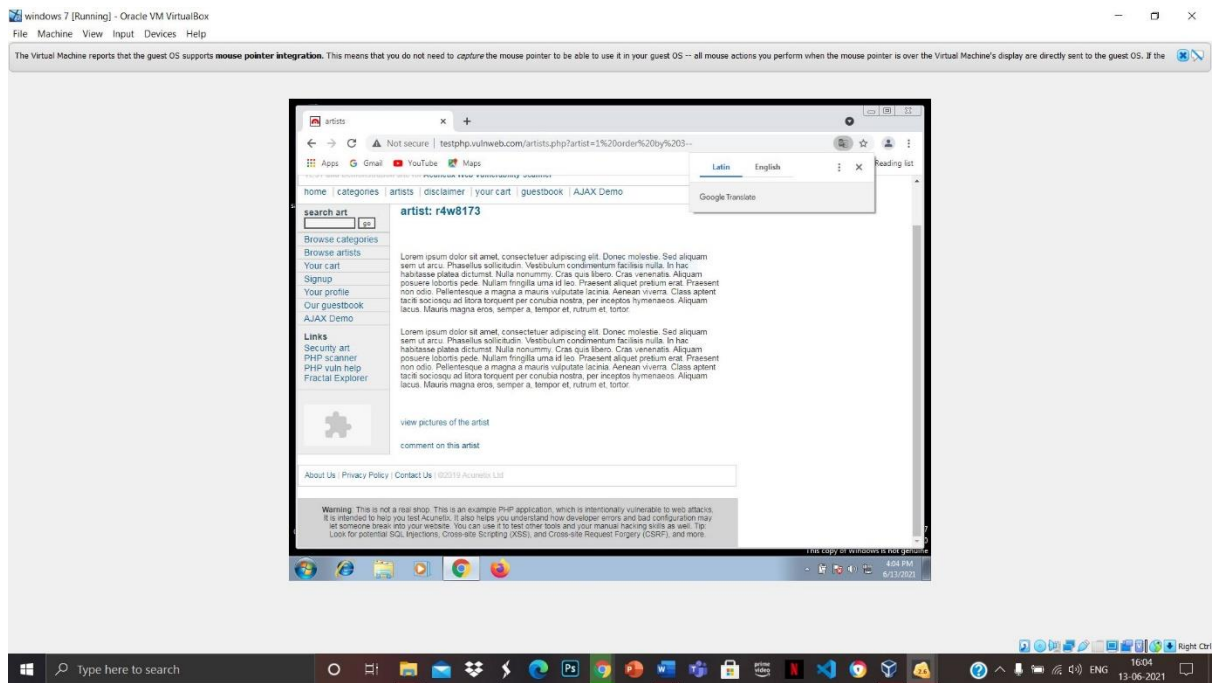 windows 7 [Running] - Oracle VM VirtualBox
File Machine View Input Devices Help
The Virtual Machine reports that the guest OS supports mouse pointer integration. This means that you do not need to capture the mouse pointer to be able to use it in your guest OS -- all mouse actions you perform when the mouse pointer is over the Virtual Machine's display are directly sent to the guest OS. If the
artists
Not secure | testphp.vulnweb.com/artists.php?artist=1%20order%20by%203--
Apps Gmail YouTube Maps
Reading list
Latin English
Google Translate
home | categories | artists | disclaimer | your cart | guestbook | AJAX Demo
search art
go
Browse categories
Browse artists
Your cart
Signup
Your profile
Our guestbook
AJAX Demo
Links
Security art
PHP scanner
PHP vuln help
Fractal Explorer
artist: r4w8173
Lorem ipsum dolor sit amet, consectetuer adipiscing elit. Donec molestie. Sed aliquam
sem ut arcu. Phasellus sollicitudin. Vestibulum condimentum facilisis nulla. In hac
habitasse platea dictumst. Nulla nonummy. Cras quis libero. Cras venenatis. Aliquam
posuere lobortis pede. Nullam fringilla urna id leo. Praesent aliquet pretium erat. Praesent
non odio. Pellentesque a magna a mauris vulputate lacinia. Aenean viverra. Class aptent
taciti sociosqu ad litora torquent per conubia nostra, per inceptos hymenaeos. Aliquam
lacus. Mauris magna eros, semper a, tempor et, rutrum et, tortor.
Lorem ipsum dolor sit amet, consectetuer adipiscing elit. Donec molestie. Sed aliquam
sem ut arcu. Phasellus sollicitudin. Vestibulum condimentum facilisis nulla. In hac
habitasse platea dictumst. Nulla nonummy. Cras quis libero. Cras venenatis. Aliquam
posuere lobortis pede. Nullam fringilla urna id leo. Praesent aliquet pretium erat. Praesent
non odio. Pellentesque a magna a mauris vulputate lacinia. Aenean viverra. Class aptent
taciti sociosqu ad litora torquent per conubia nostra, per inceptos hymenaeos. Aliquam
lacus. Mauris magna eros, semper a, tempor et, rutrum et, tortor.
view pictures of the artist
comment on this artist
About Us | Privacy Policy | Contact Us | ©2019 Acunetix Ltd
Warning: This is not a real shop. This is an example PHP application, which is intentionally vulnerable to web attacks.
It is intended to help you test Acunetix. It also helps you understand how developer errors and bad configuration may
let someone break into your website. You can use it to test other tools and your manual hacking skills as well. Tip:
Look for potential SQL Injections, Cross-site Scripting (XSS), and Cross-site Request Forgery (CSRF), and more.
This copy of Windows is not genuine
4:04 PM
6/13/2021
Right Ctrl
Type here to search
Ps
prime video
N
ENG
16:04
13-06-2021